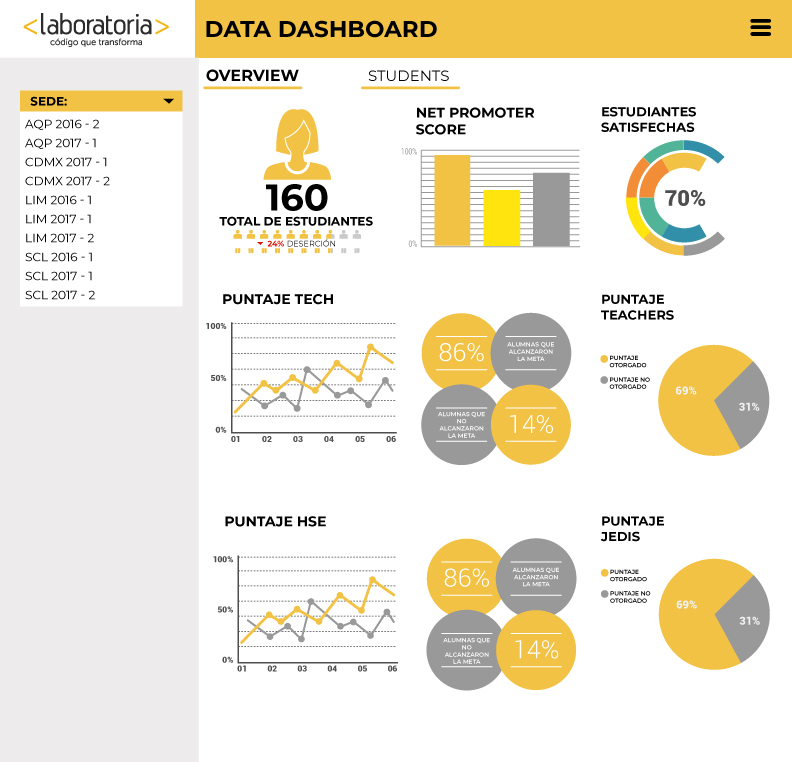 <laboratoria>
código que transforma
DATA DASHBOARD
OVERVIEW
STUDENTS
SEDE:
AQP 2016 - 2
AQP 2017 - 1
CDMX 2017 - 1
CDMX 2017 - 2
LIM 2016 - 1
LIM 2017 - 1
LIM 2017 - 2
SCL 2016 - 1
SCL 2017 - 1
SCL 2017 - 2
160
TOTAL DE ESTUDIANTES
24% DESERCIÓN
NET PROMOTER
SCORE
100%
0%
ESTUDIANTES
SATISFECHAS
70%
PUNTAJE TECH
100%
50%
0%
01 02 03 04 05 06
86%
ALUMNAS QUE
ALCANZARON
LA META
ALUMNAS QUE
NO
ALCANZARON
LA META
14%
PUNTAJE
TEACHERS
PUNTAJE
OTORGADO
PUNTAJE NO
OTORGADO
69%
31%
PUNTAJE HSE
100%
50%
0%
01 02 03 04 05 06
86%
ALUMNAS QUE
ALCANZARON
LA META
ALUMNAS QUE
NO
ALCANZARON
LA META
14%
PUNTAJE
JEDIS
PUNTAJE
OTORGADO
PUNTAJE NO
OTORGADO
69%
31%